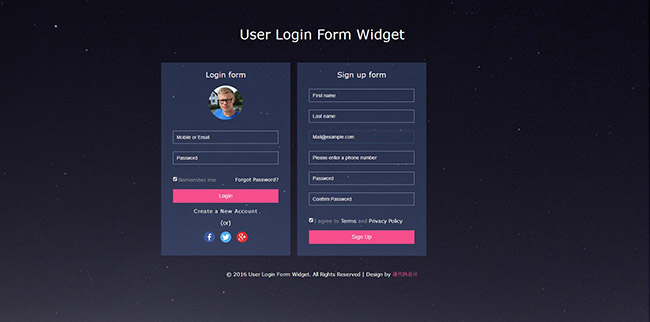 User Login Form Widget
Login form
Mobile or Email
Password
Remember me
Forgot Password?
Login
Create a New Account .
(or)
Sign up form
First name
Last name
Mail@example.com
Please enter a phone number
Password
Confirm Password
I agree to Terms and Privacy Policy
Sign Up
© 2016 User Login Form Widget. All Rights Reserved | Design by